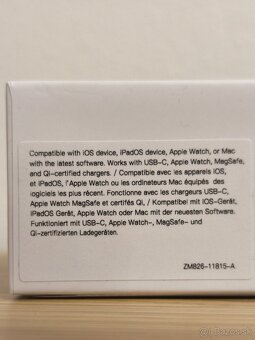 Compatible with iOS device, iPadOS device, Apple Watch, or Mac
with the latest software. Works with USB-C, Apple Watch, MagSafe,
and Qi-certified chargers. / Compatible avec les appareils iOS,
et iPadOS, l'Apple Watch ou les ordinateurs Mac équipés des
logiciels les plus récent. Fonctionne avec les chargeurs USB-C,
Apple Watch MagSafe et certifiés Qi. / Kompatibel mit iOS-Gerät,
iPadOS Gerät, Apple Watch oder Mac mit der neuesten Software.
Funktioniert mit USB-C, Apple Watch-, MagSafe- und
Qi-zertifizierten Ladegeräten.
ZM826-11815-A